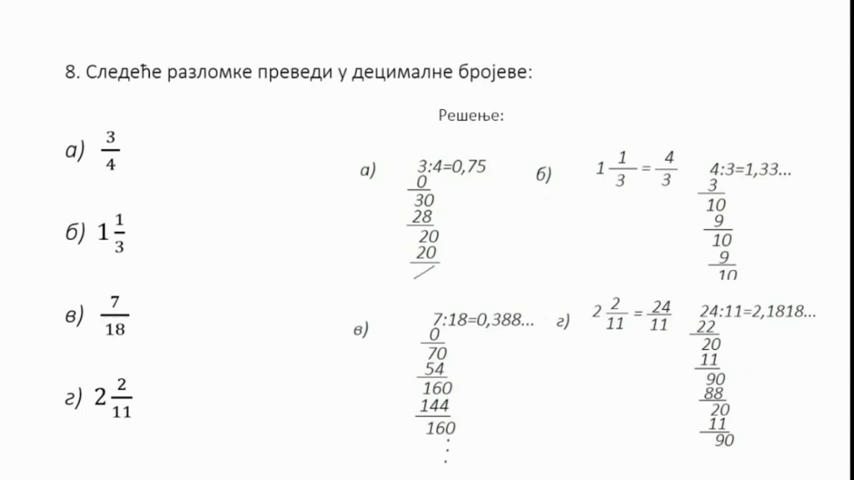 8. Следеће разломке преведи у децималне бројеве:
а) 3/4
б) 1 1/3
в) 7/18
г) 2 2/11
Решење:
а) 3:4=0,75
0
30
28
20
20
б) 1 1/3 = 4/3
4:3=1,33...
3
10
9
10
9
10
в) 7:18=0,388...
0
70
54
160
144
160
г) 2 2/11 = 24/11
24:11=2,1818...
22
20
11
90
88
20
11
90